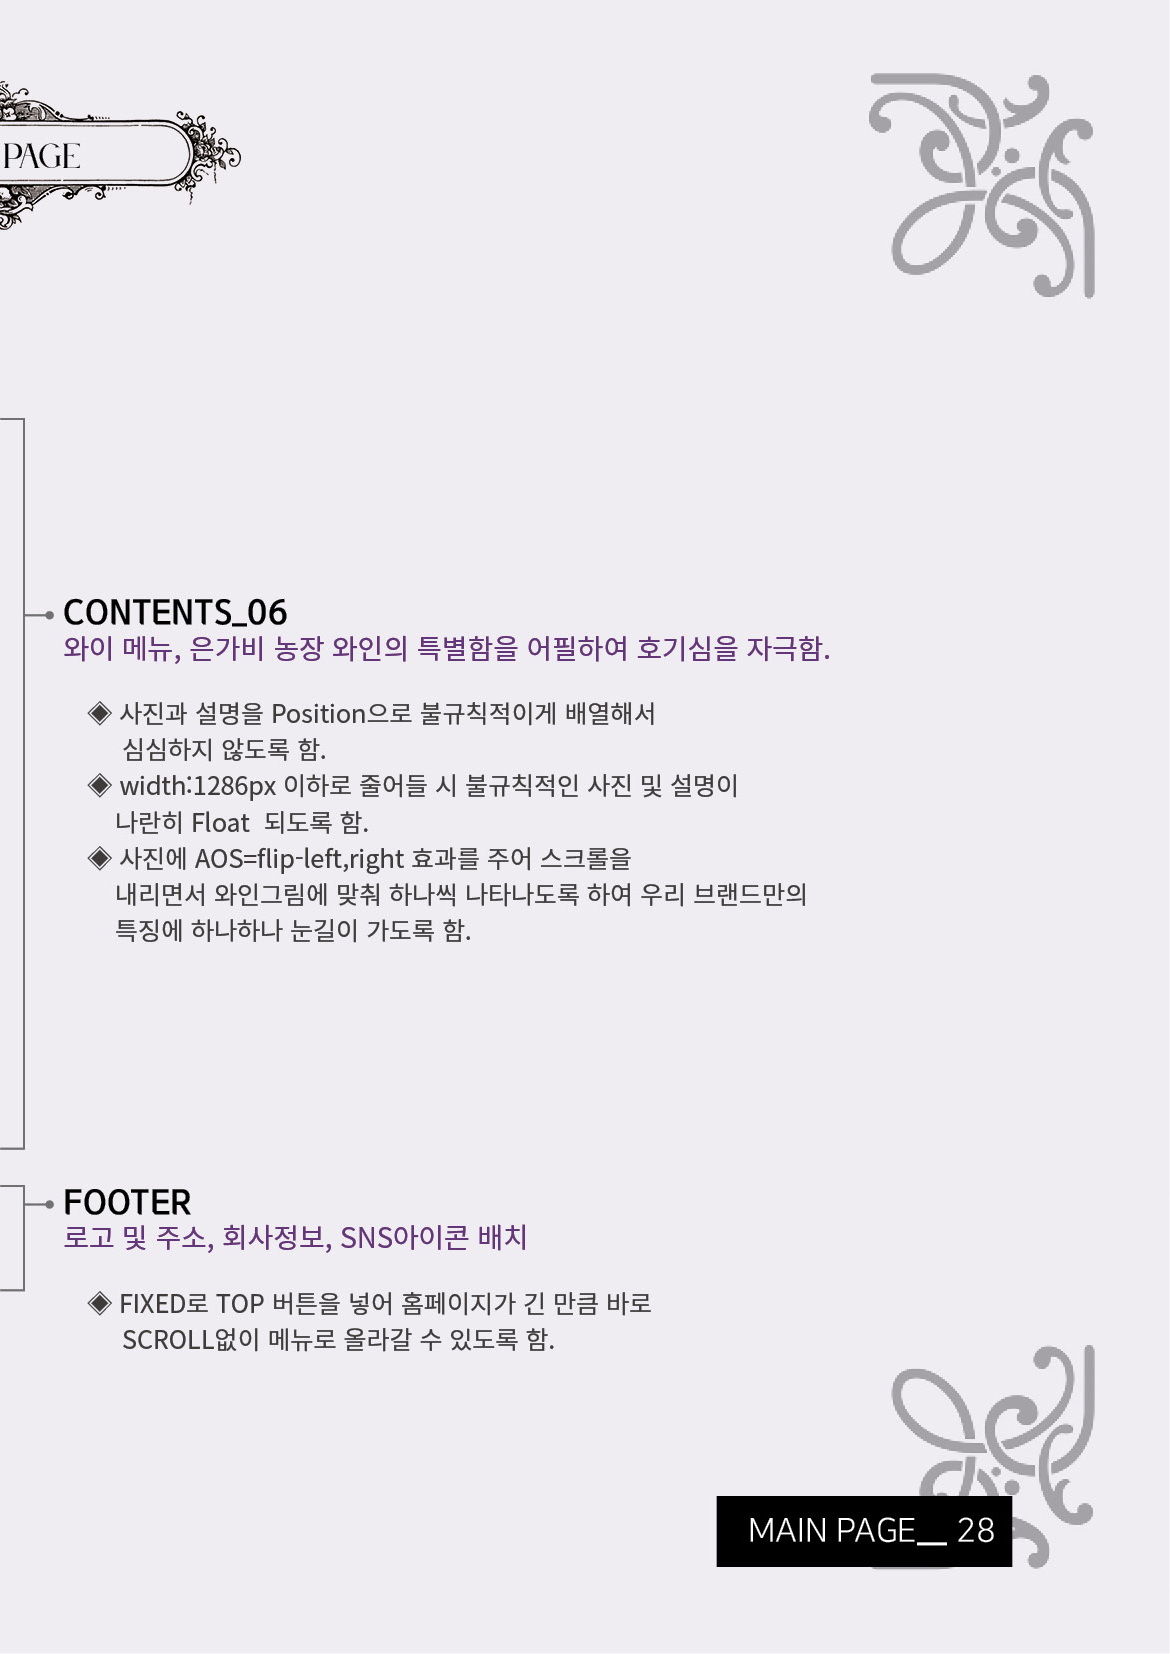 PAGE
CONTENTS_06
와이 메뉴, 은가비 농장 와인의 특별함을 어필하여 호기심을 자극함.
◈ 사진과 설명을 Position으로 불규칙적이게 배열해서
심심하지 않도록 함.
◈ width:1286px 이하로 줄어들 시 불규칙적인 사진 및 설명이
나란히 Float 되도록 함.
◈ 사진에 AOS=flip-left,right 효과를 주어 스크롤을
내리면서 와인그림에 맞춰 하나씩 나타나도록 하여 우리 브랜드만의
특징에 하나하나 눈길이 가도록 함.
FOOTER
로고 및 주소, 회사정보, SNS아이콘 배치
◈ FIXED로 TOP 버튼을 넣어 홈페이지가 긴 만큼 바로
SCROLL없이 메뉴로 올라갈 수 있도록 함.
MAIN PAGE__ 28